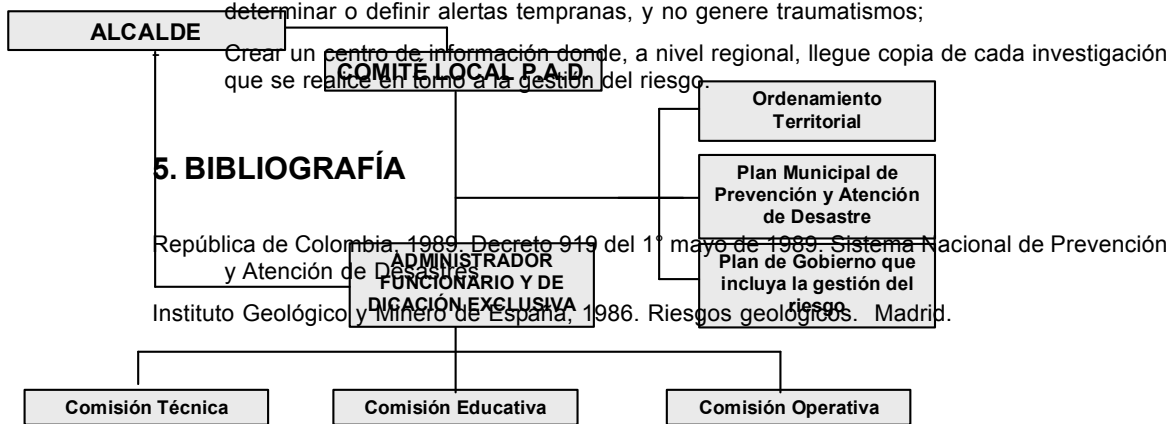 determinar o definir alertas tempranas, y no genere traumatismos;
ALCALDE
- Crear un centro de información donde, a nivel regional, llegue copia de cada investigación
que se realice en torno a la gestión del riesgo.
COMITÉ LOCAL P.A.D.
Ordenamiento
Territorial
5. BIBLIOGRAFÍA
Plan Municipal de
Prevención y Atención
de Desastre
República de Colombia, 1989. Decreto 919 del 1° mayo de 1989. Sistema Nacional de Prevención
y Atención de Desastres.
ADMINISTRADOR
FUNCIONARIO Y DE
DICACIÓN EXCLUSIVA
Plan de Gobierno que
incluya la gestión del
riesgo
Instituto Geológico y Minero de España, 1986. Riesgos geológicos. Madrid.
Comisión Técnica
Comisión Educativa
Comisión Operativa